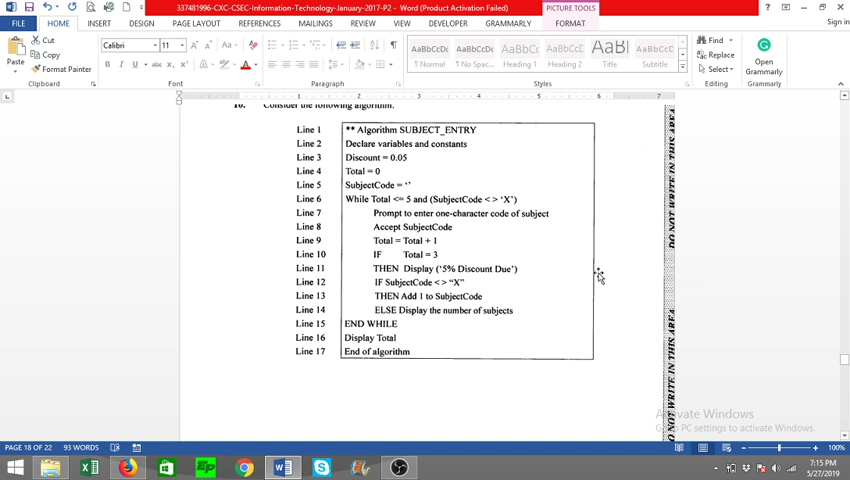 337481996-CXC-CSEC-Information-Technology-January-2017-P2 - Word (Product Activation Failed)
PICTURE TOOLS
FILE HOME INSERT DESIGN PAGE LAYOUT REFERENCES MAILINGS REVIEW VIEW DEVELOPER GRAMMARLY FORMAT
Sign in
Paste
Cut
Copy
Format Painter
Clipboard
Calibri 11
Font
Paragraph
AaBbCcDc AaBbCcDc AaBbC AaBbCcD AaBI AaBbCcD
¶ Normal ¶ No Spac... Heading 1 Heading 2 Title Subtitle
Styles
Find
Replace
Select
Editing
Open
Grammarly
Grammarly
10. Consider the following algorithm.
Line 1 ** Algorithm SUBJECT_ENTRY
Line 2 Declare variables and constants
Line 3 Discount = 0.05
Line 4 Total = 0
Line 5 SubjectCode = ‘’
Line 6 While Total <= 5 and (SubjectCode < > ‘X’)
Line 7 Prompt to enter one-character code of subject
Line 8 Accept SubjectCode
Line 9 Total = Total + 1
Line 10 IF Total = 3
Line 11 THEN Display (‘5% Discount Due’)
Line 12 IF SubjectCode < > “X”
Line 13 THEN Add 1 to SubjectCode
Line 14 ELSE Display the number of subjects
Line 15 END WHILE
Line 16 Display Total
Line 17 End of algorithm
DO NOT WRITE IN THIS AREA
DO NOT WRITE IN THIS AREA
Activate Windows
Go to PC settings to activate Windows.
PAGE 18 OF 22 93 WORDS
100%
7:15 PM
5/27/2019